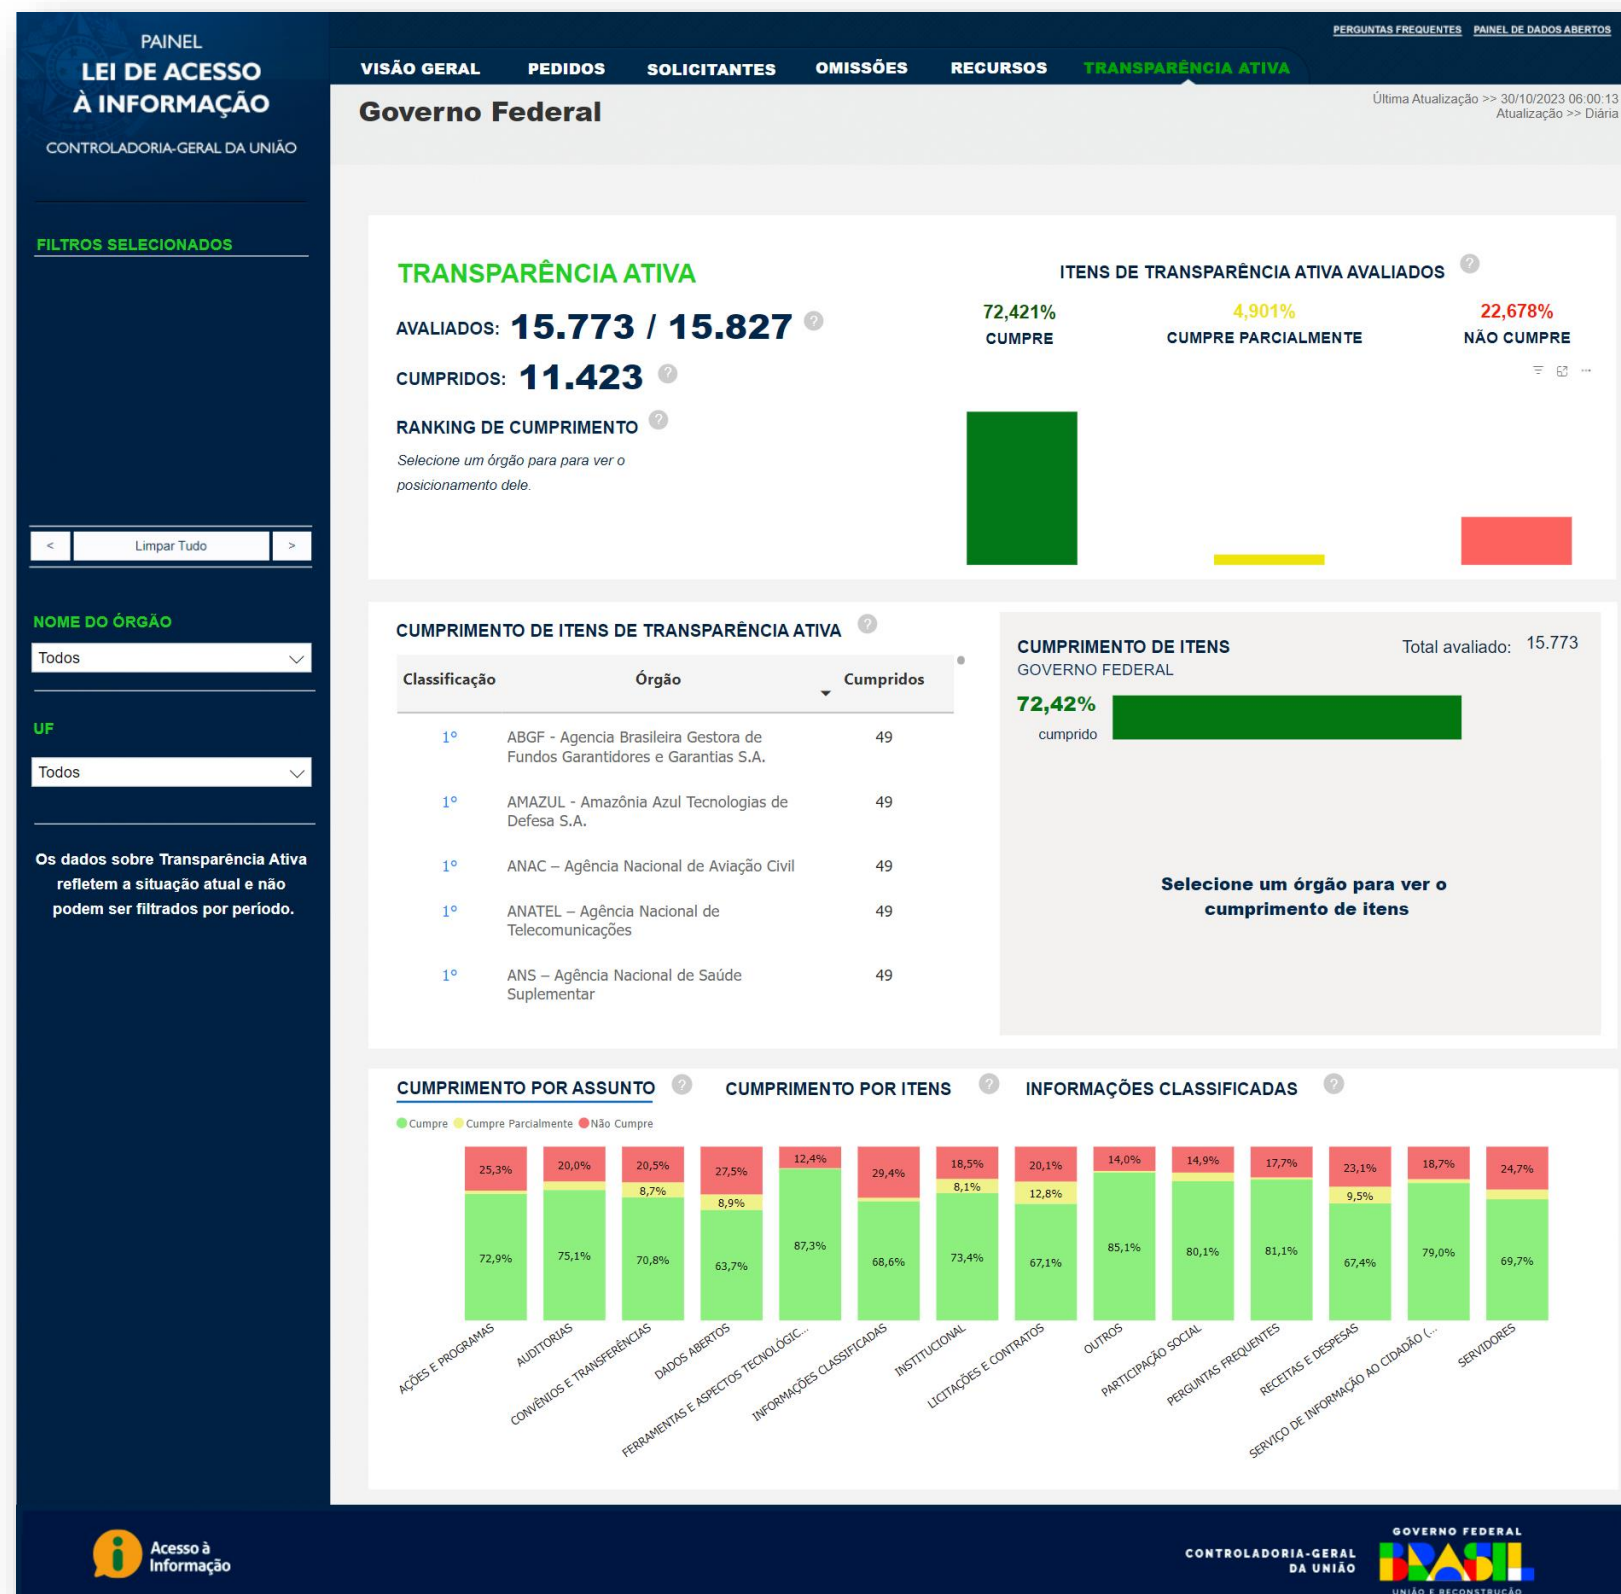 PAINEL
LEI DE ACESSO
À INFORMAÇÃO
CONTROLADORIA-GERAL DA UNIÃO
FILTROS SELECIONADOS
<
Limpar Tudo
>
NOME DO ÓRGÃO
Todos
UF
Todos
Os dados sobre Transparência Ativa
refletem a situação atual e não
podem ser filtrados por período.
PERGUNTAS FREQUENTES PAINEL DE DADOS ABERTOS
VISÃO GERAL PEDIDOS SOLICITANTES OMISSÕES RECURSOS TRANSPARÊNCIA ATIVA
Governo Federal
Última Atualização >> 30/10/2023 06:00:13
Atualização >> Diária
TRANSPARÊNCIA ATIVA
AVALIADOS: 15.773 / 15.827 ?
CUMPRIDOS: 11.423 ?
RANKING DE CUMPRIMENTO ?
Selecione um órgão para para ver o
posicionamento dele.
ITENS DE TRANSPARÊNCIA ATIVA AVALIADOS ?
72,421% 4,901% 22,678%
CUMPRE CUMPRE PARCIALMENTE NÃO CUMPRE
CUMPRIMENTO DE ITENS DE TRANSPARÊNCIA ATIVA ?
Classificação Órgão Cumpridos
1º ABGF - Agencia Brasileira Gestora de 49
Fundos Garantidores e Garantias S.A.
1º AMAZUL - Amazônia Azul Tecnologias de 49
Defesa S.A.
1º ANAC – Agência Nacional de Aviação Civil 49
1º ANATEL – Agência Nacional de 49
Telecomunicações
1º ANS – Agência Nacional de Saúde 49
Suplementar
CUMPRIMENTO DE ITENS Total avaliado: 15.773
GOVERNO FEDERAL
72,42%
cumprido
Selecione um órgão para ver o
cumprimento de itens
CUMPRIMENTO POR ASSUNTO ? CUMPRIMENTO POR ITENS ? INFORMAÇÕES CLASSIFICADAS ?
Cumpre Cumpre Parcialmente Não Cumpre
25,3% 20,0% 20,5% 27,5% 12,4% 29,4% 18,5% 20,1% 14,0% 14,9% 17,7% 23,1% 18,7% 24,7%
8,7% 8,9% 8,1% 12,8% 9,5%
72,9% 75,1% 70,8% 63,7% 87,3% 68,6% 73,4% 67,1% 85,1% 80,1% 81,1% 67,4% 79,0% 69,7%
AÇÕES E PROGRAMAS
AUDITORIAS
CONVÊNIOS E TRANSFERÊNCIAS
DADOS ABERTOS
FERRAMENTAS E ASPECTOS TECNOLÓGIC...
INFORMAÇÕES CLASSIFICADAS
INSTITUCIONAL
LICITAÇÕES E CONTRATOS
OUTROS
PARTICIPAÇÃO SOCIAL
PERGUNTAS FREQUENTES
RECEITAS E DESPESAS
SERVIÇO DE INFORMAÇÃO AO CIDADÃO (...
SERVIDORES
Acesso à
Informação
CONTROLADORIA-GERAL
DA UNIÃO
GOVERNO FEDERAL
BRASIL
UNIÃO E RECONSTRUÇÃO